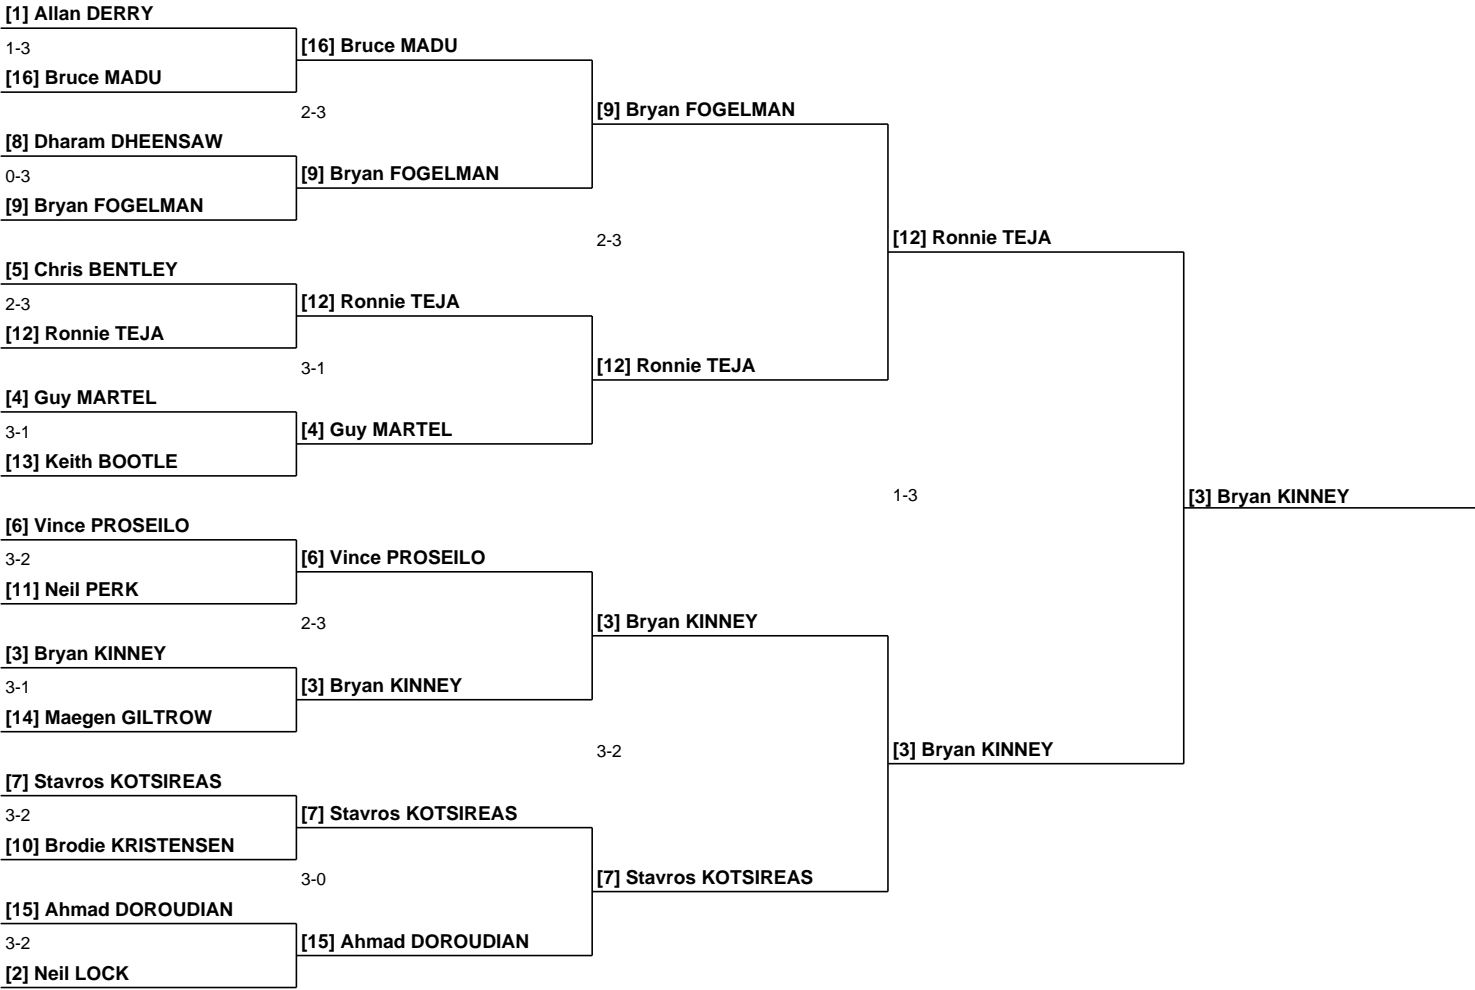 [1] Allan DERRY
1-3
[16] Bruce MADU
[16] Bruce MADU
2-3
[9] Bryan FOGELMAN
[8] Dharam DHEENSAW
0-3
[9] Bryan FOGELMAN
[9] Bryan FOGELMAN
2-3
[12] Ronnie TEJA
[5] Chris BENTLEY
2-3
[12] Ronnie TEJA
[12] Ronnie TEJA
3-1
[12] Ronnie TEJA
[4] Guy MARTEL
3-1
[4] Guy MARTEL
[13] Keith BOOTLE
1-3
[3] Bryan KINNEY
[6] Vince PROSEILO
3-2
[6] Vince PROSEILO
[11] Neil PERK
2-3
[3] Bryan KINNEY
[3] Bryan KINNEY
3-1
[3] Bryan KINNEY
[14] Maegen GILTROW
3-2
[3] Bryan KINNEY
[7] Stavros KOTSIREAS
3-2
[7] Stavros KOTSIREAS
[10] Brodie KRISTENSEN
3-0
[7] Stavros KOTSIREAS
[15] Ahmad DOROUDIAN
3-2
[15] Ahmad DOROUDIAN
[2] Neil LOCK